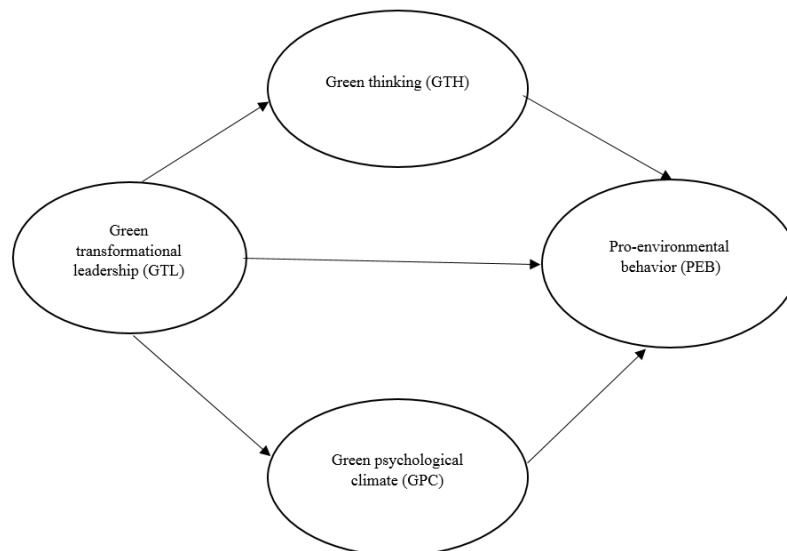 Green thinking (GTH)
Green
transformational
leadership (GTL)
Pro-environmental
behavior (PEB)
Green psychological
climate (GPC)